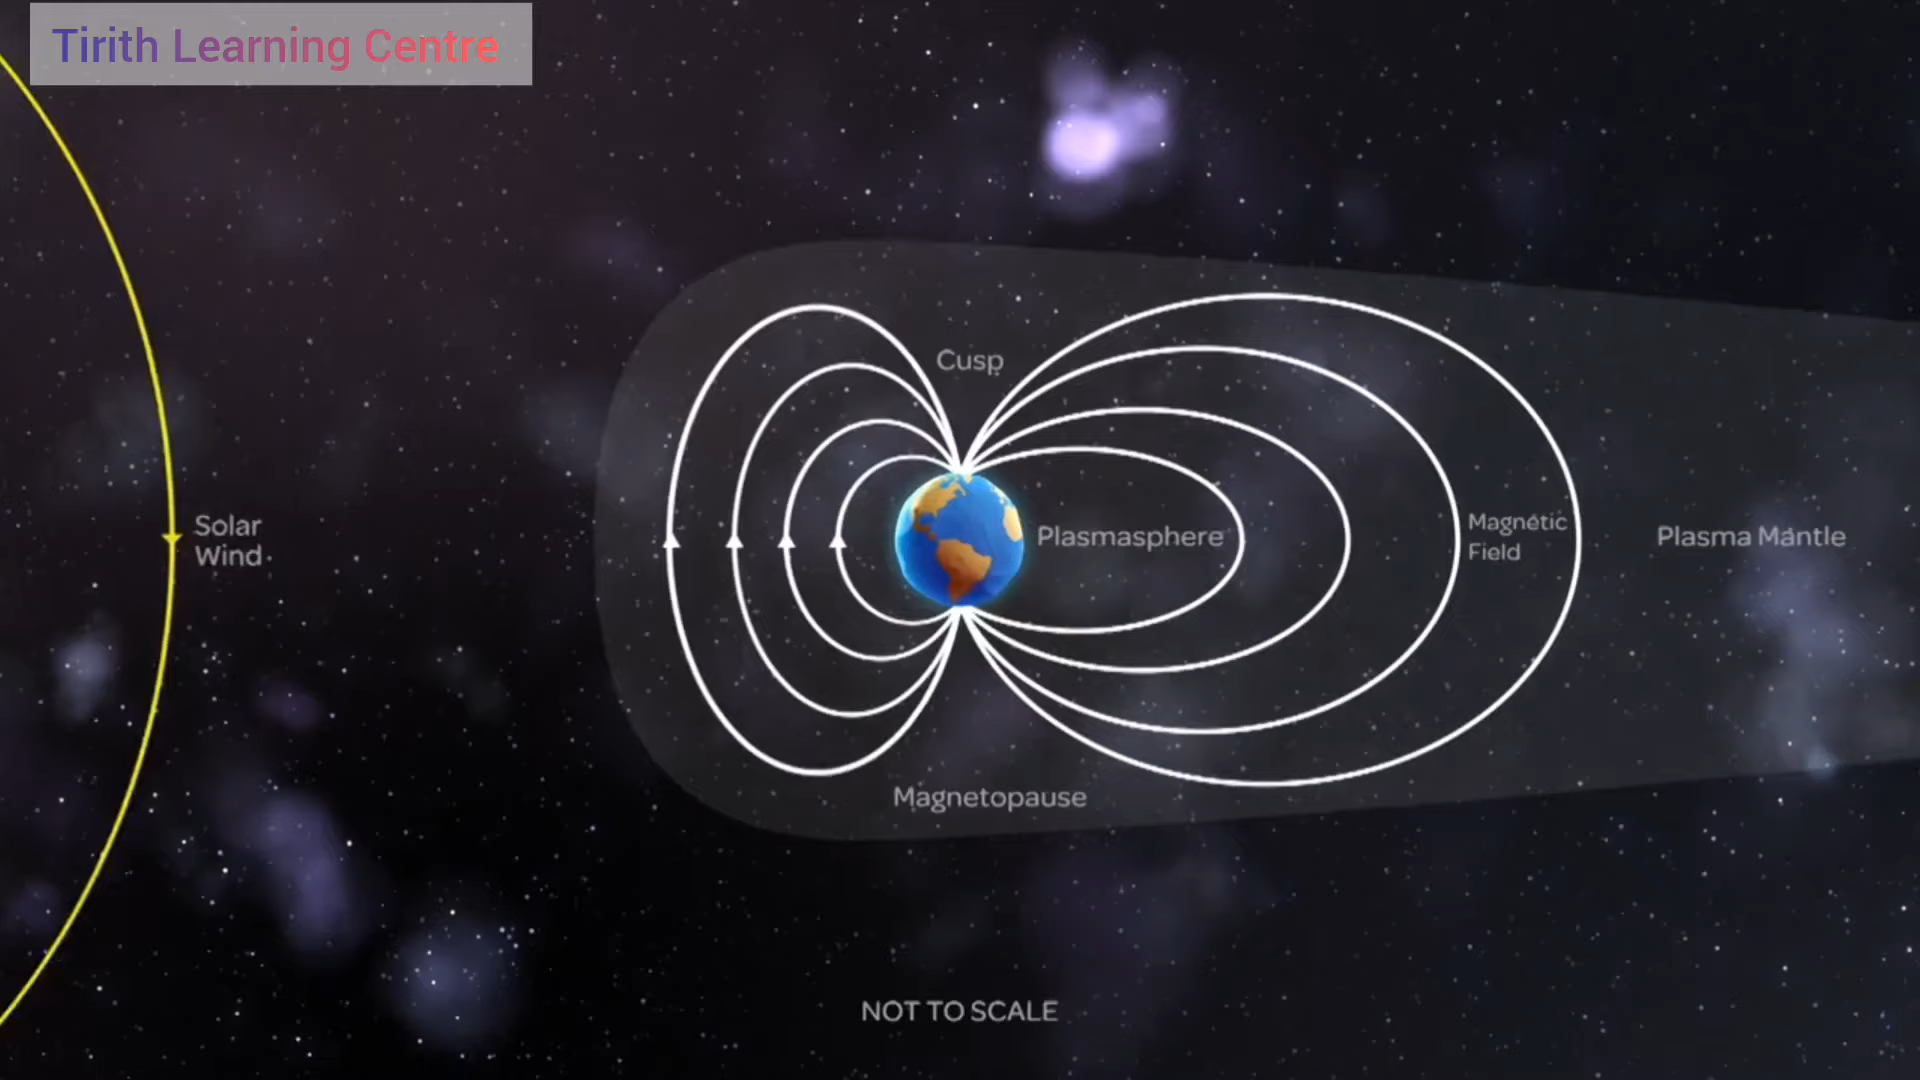 Tirith Learning Centre
Cusp
Solar
Wind
Plasmasphere
Magnetic
Field
Plasma Mantle
Magnetopause
NOT TO SCALE